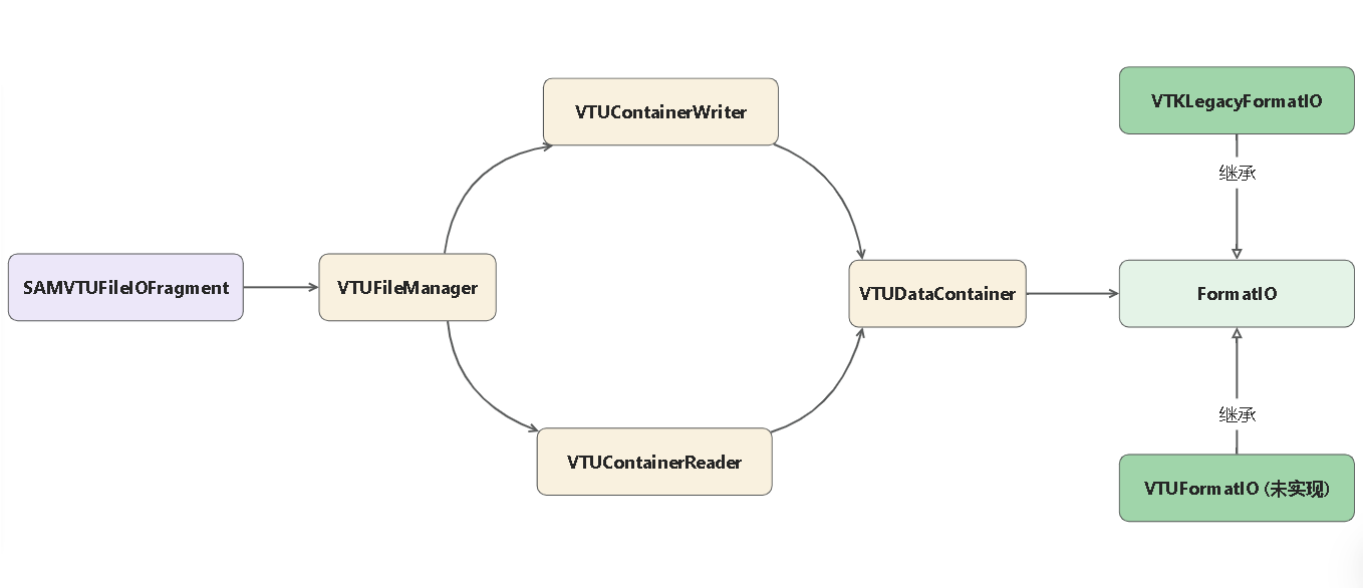 VTKLegacyFormatIO
VTUContainerWriter
继承
SAMVTUFileIOFragment
VTUFileManager
VTUDataContainer
FormatIO
继承
VTUContainerReader
VTUFormatIO (未实现)